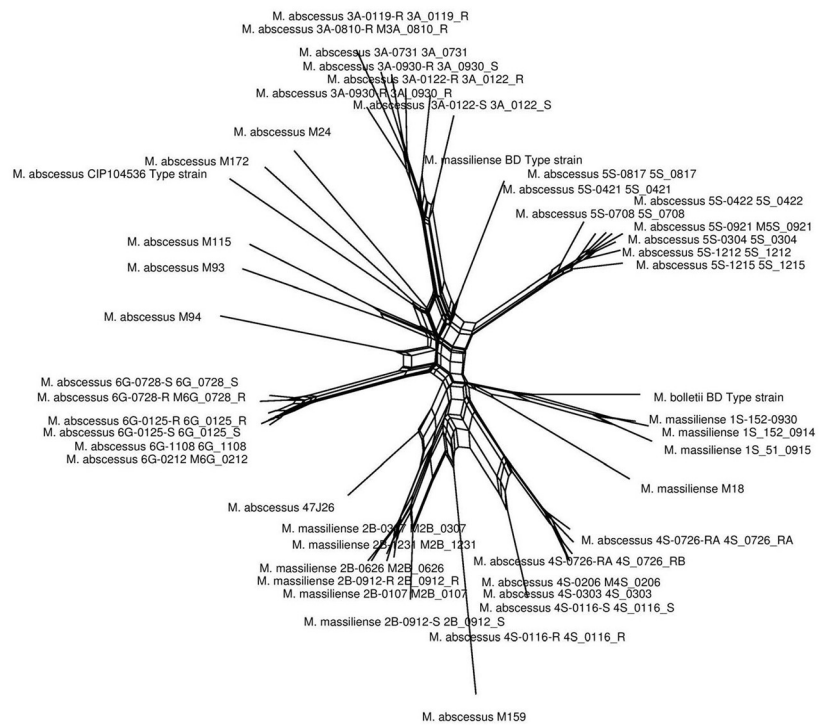 M. abscessus 3A-0119-R 3A_0119_R
M. abscessus 3A-0810-R M3A_0810_R
M. abscessus 3A-0731 3A_0731
M. abscessus 3A-0930-R 3A_0930_S
M. abscessus 3A-0122-R 3A_0122_R
M. abscessus 3A-0930-R 3A_0930_R
M. abscessus 3A-0122-S 3A_0122_S
M. abscessus M24
M. abscessus M172
M. massiliense BD Type strain
M. abscessus CIP104536 Type strain
M. abscessus 5S-0817 5S_0817
M. abscessus 5S-0421 5S_0421
M. abscessus 5S-0422 5S_0422
M. abscessus 5S-0708 5S_0708
M. abscessus 5S-0921 M5S_0921
M. abscessus M115
M. abscessus 5S-0304 5S_0304
M. abscessus 5S-1212 5S_1212
M. abscessus M93
M. abscessus 5S-1215 5S_1215
M. abscessus M94
M. abscessus 6G-0728-S 6G_0728_S
M. abscessus 6G-0728-R M6G_0728_R
M. bolletii BD Type strain
M. abscessus 6G-0125-R 6G_0125_R
M. massiliense 1S-152-0930
M. abscessus 6G-0125-S 6G_0125_S
M. massiliense 1S_152_0914
M. abscessus 6G-1108 6G_1108
M. massiliense 1S_51_0915
M. abscessus 6G-0212 M6G_0212
M. massiliense M18
M. abscessus 47J26
M. massiliense 2B-0307 M2B_0307
M. abscessus 4S-0726-RA 4S_0726_RA
M. massiliense 2B-1231 M2B_1231
M. abscessus 4S-0726-RA 4S_0726_RB
M. massiliense 2B-0626 M2B_0626
M. massiliense 2B-0912-R 2B_0912_R
M. abscessus 4S-0206 M4S_0206
M. massiliense 2B-0107 M2B_0107
M. abscessus 4S-0303 4S_0303
M. abscessus 4S-0116-S 4S_0116_S
M. massiliense 2B-0912-S 2B_0912_S
M. abscessus 4S-0116-R 4S_0116_R
M. abscessus M159